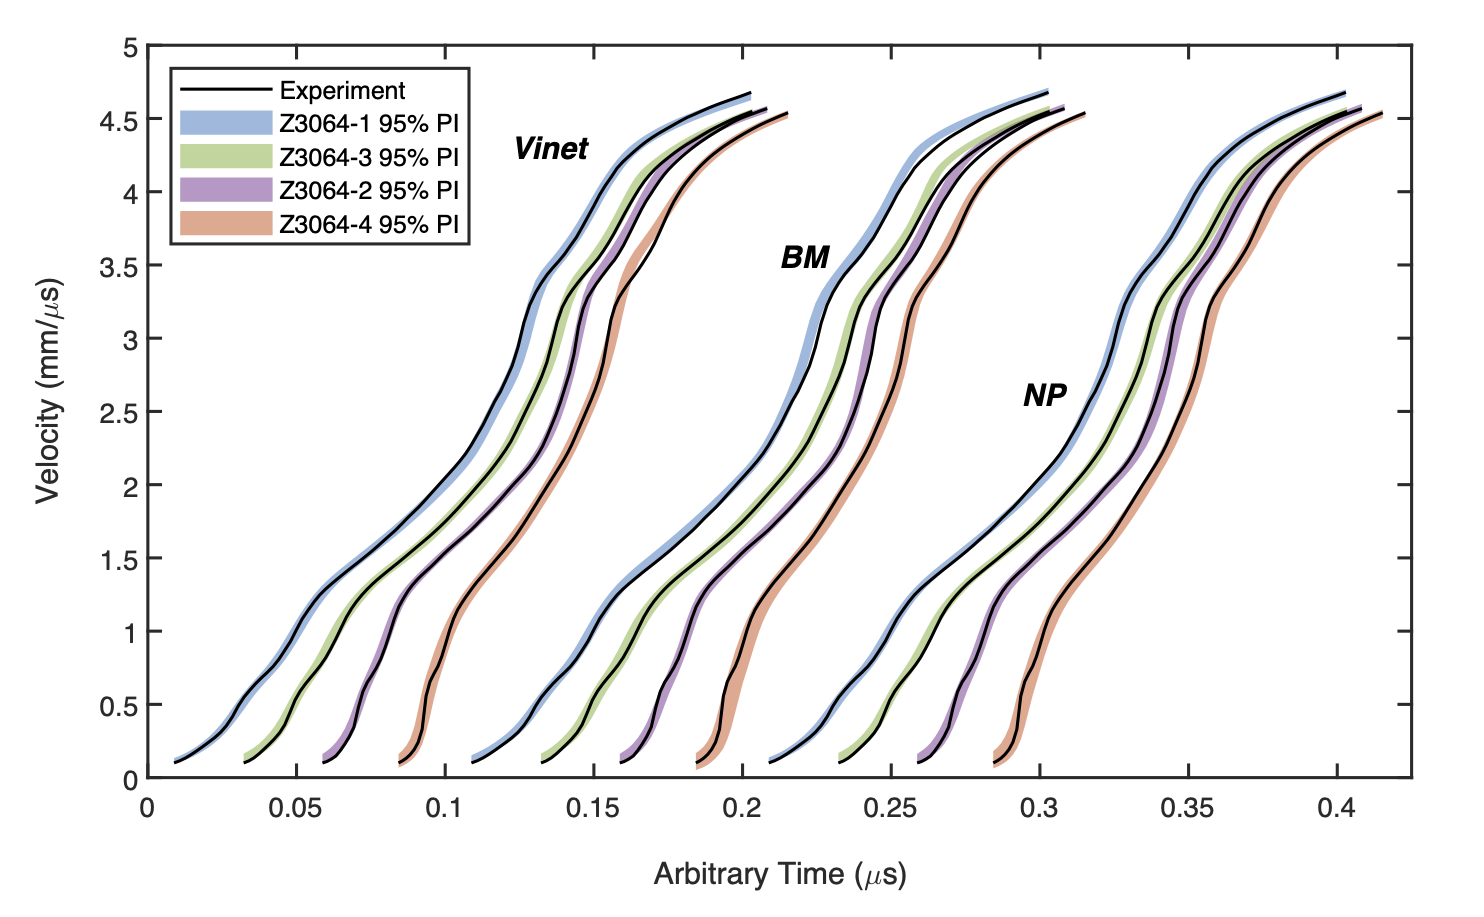 5
4.5
4
3.5
3
2.5
2
1.5
1
0.5
0
Velocity (mm/μs)
Experiment
Z3064-1 95% PI
Z3064-3 95% PI
Z3064-2 95% PI
Z3064-4 95% PI
Vinet
BM
NP
0 0.05 0.1 0.15 0.2 0.25 0.3 0.35 0.4
Arbitrary Time (μs)